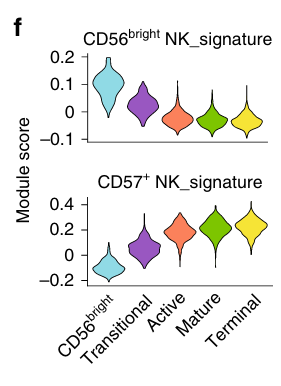 f
CD56bright NK_signature
0.2
0.1
0
–0.1
Module score
CD57+ NK_signature
0.4
0.2
0
–0.2
CD56bright
Transitional
Active
Mature
Terminal